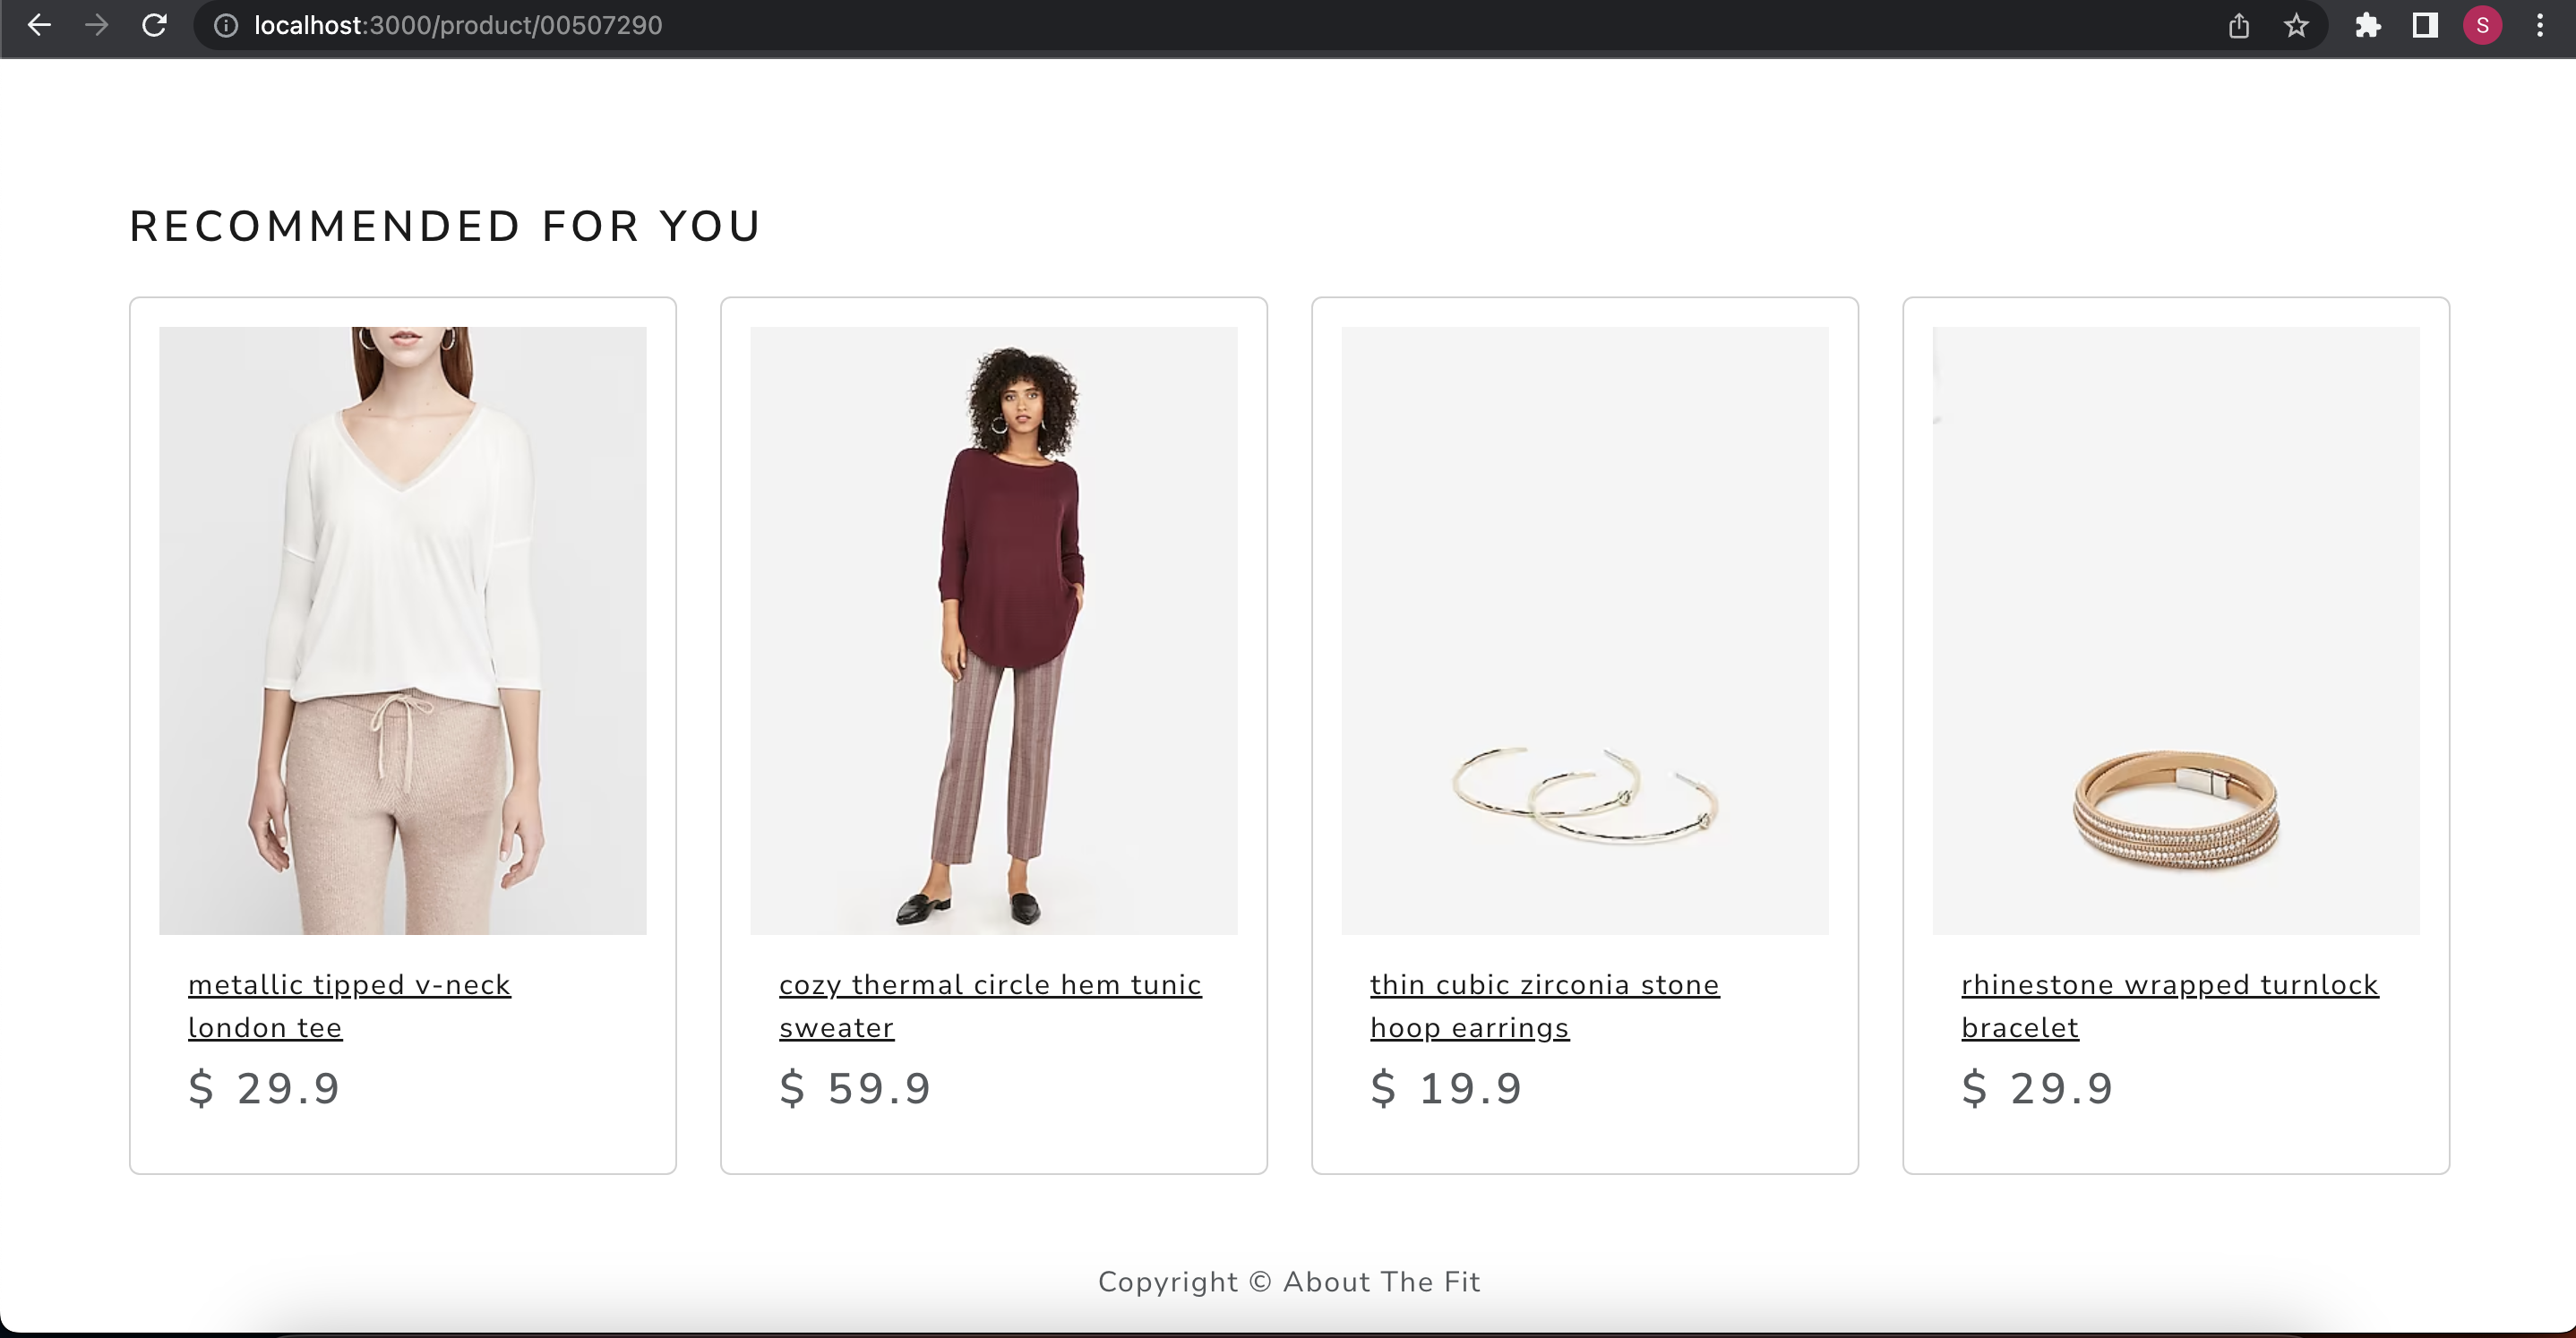 localhost:3000/product/00507290
S
RECOMMENDED FOR YOU
metallic tipped v-neck
london tee
$ 29.9
cozy thermal circle hem tunic
sweater
$ 59.9
thin cubic zirconia stone
hoop earrings
$ 19.9
rhinestone wrapped turnlock
bracelet
$ 29.9
Copyright © About The Fit